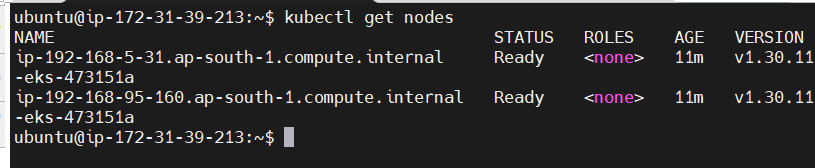 ubuntu@ip-172-31-39-213:~$ kubectl get nodes
NAME STATUS ROLES AGE VERSION
ip-192-168-5-31.ap-south-1.compute.internal Ready <none> 11m v1.30.11
-eks-473151a
ip-192-168-95-160.ap-south-1.compute.internal Ready <none> 11m v1.30.11
-eks-473151a
ubuntu@ip-172-31-39-213:~$